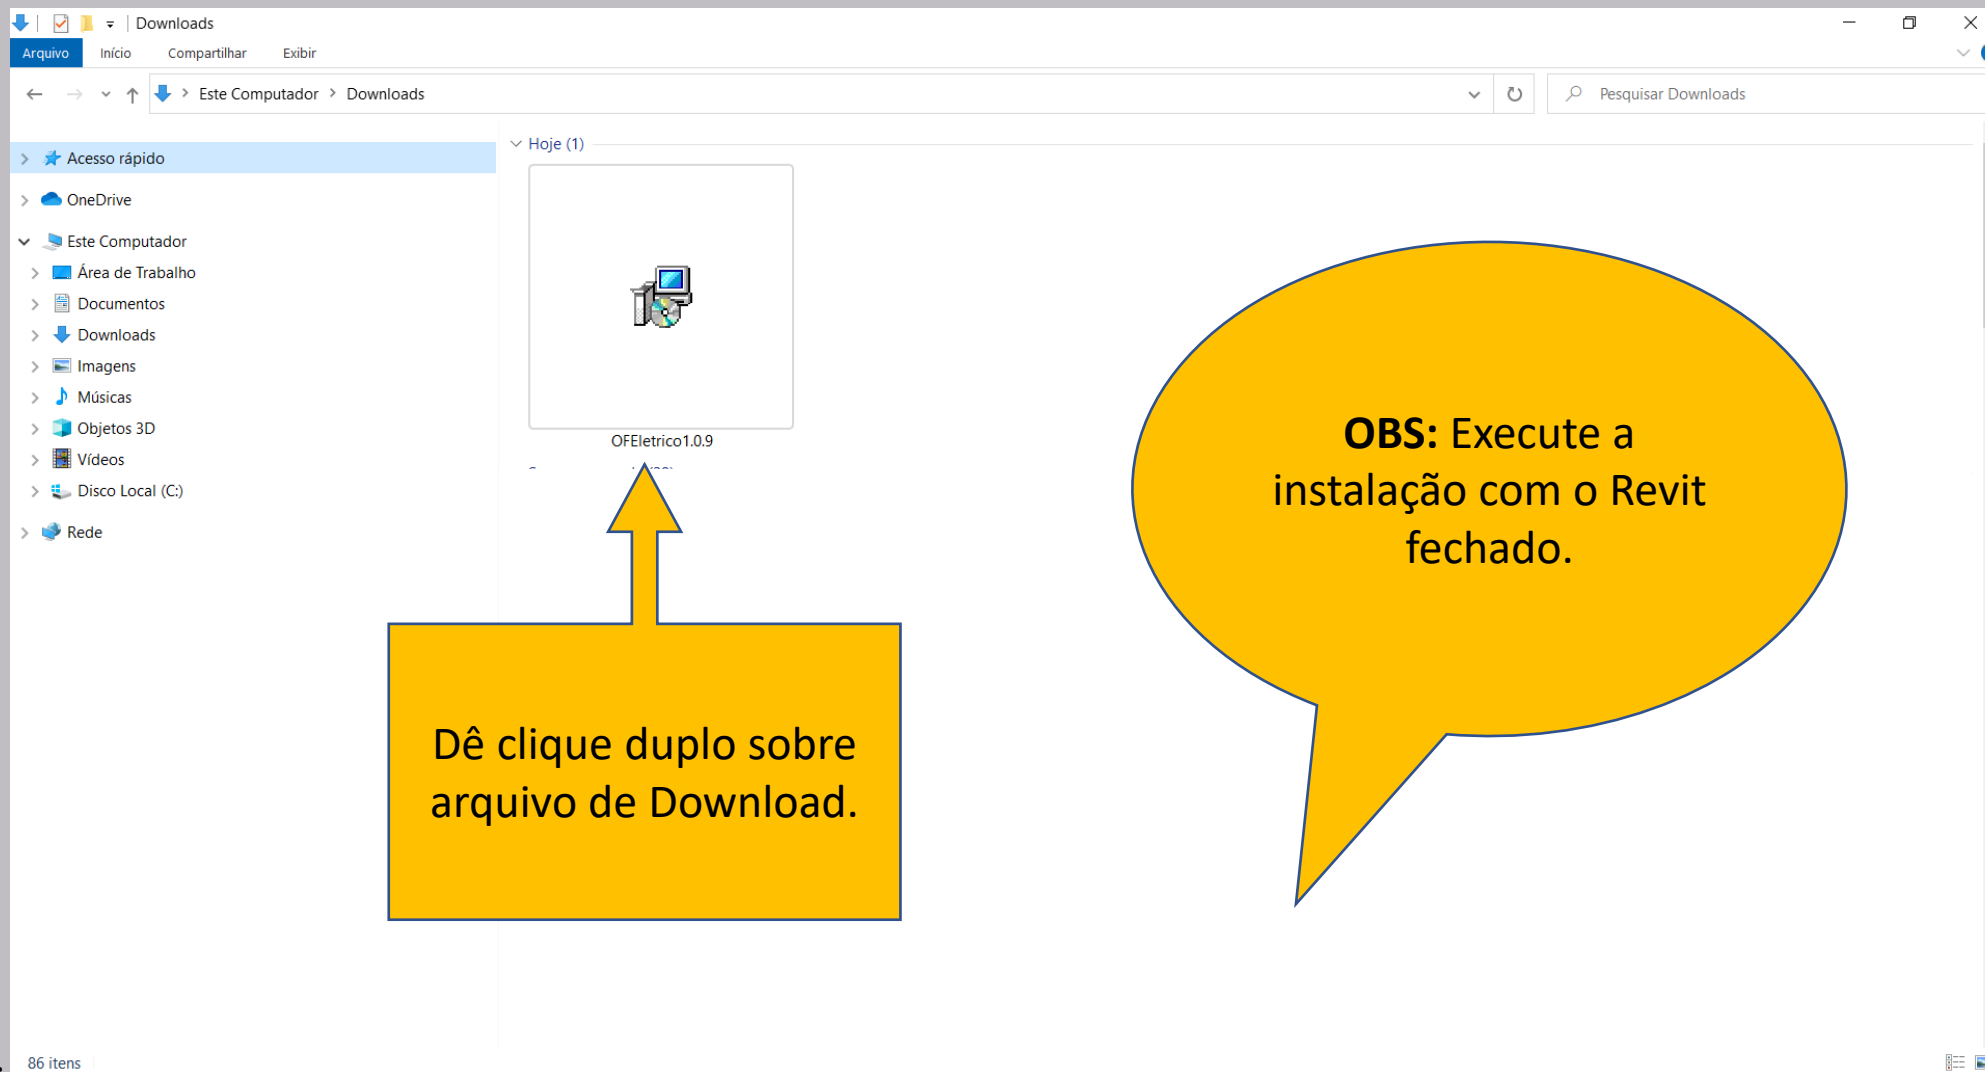 Downloads
Arquivo Início Compartilhar Exibir
Este Computador > Downloads
Pesquisar Downloads
Acesso rápido
OneDrive
Este Computador
Área de Trabalho
Documentos
Downloads
Imagens
Músicas
Objetos 3D
Vídeos
Disco Local (C:)
Rede
Hoje (1)
OFEletrico1.0.9
Dê clique duplo sobre
arquivo de Download.
OBS: Execute a
instalação com o Revit
fechado.
86 itens